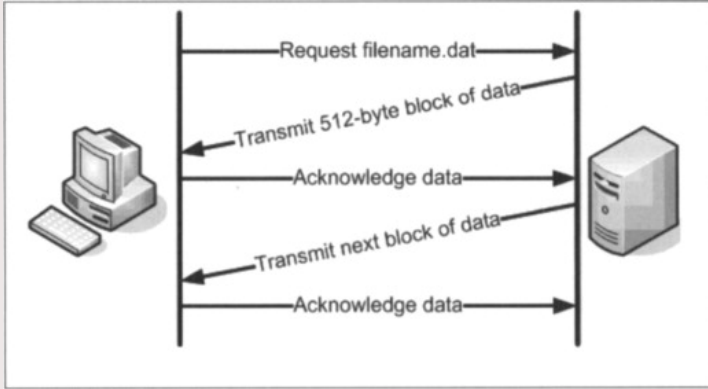 Request filename.dat
Transmit 512-byte block of data
Acknowledge data
Transmit next block of data
Acknowledge data